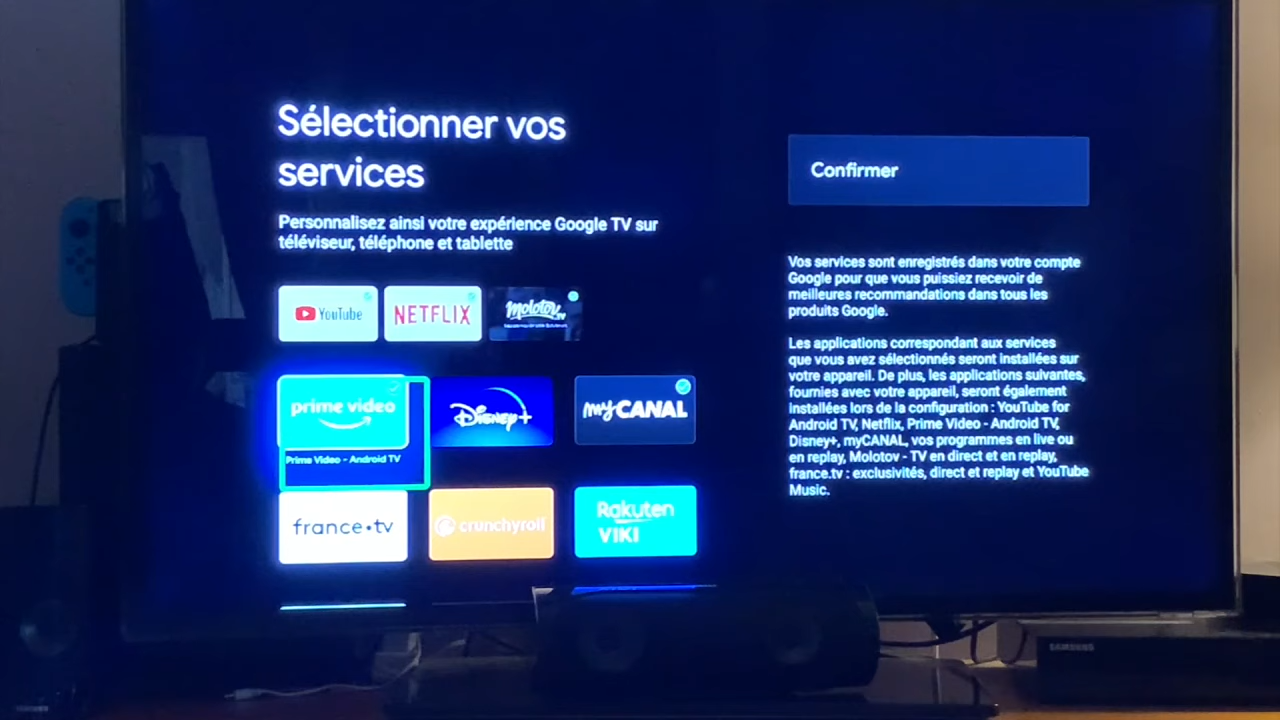 Sélectionner vos
services
Personnalisez ainsi votre expérience Google TV sur
téléviseur, téléphone et tablette
YouTube
NETFLIX
Molotov.TV
prime video
Disney+
myCANAL
Prime Video - Android TV
france•tv
crunchyroll
Rakuten
VIKI
Confirmer
Vos services sont enregistrés dans votre compte
Google pour que vous puissiez recevoir de
meilleures recommandations dans tous les
produits Google.
Les applications correspondant aux services
que vous avez sélectionnés seront installées sur
votre appareil. De plus, les applications suivantes,
fournies avec votre appareil, seront également
installées lors de la configuration : YouTube for
Android TV, Netflix, Prime Video - Android TV,
Disney+, myCANAL, vos programmes en live ou
en replay, Molotov - TV en direct et en replay,
france.tv : exclusivités, direct et replay et YouTube
Music.
SAMSUNG